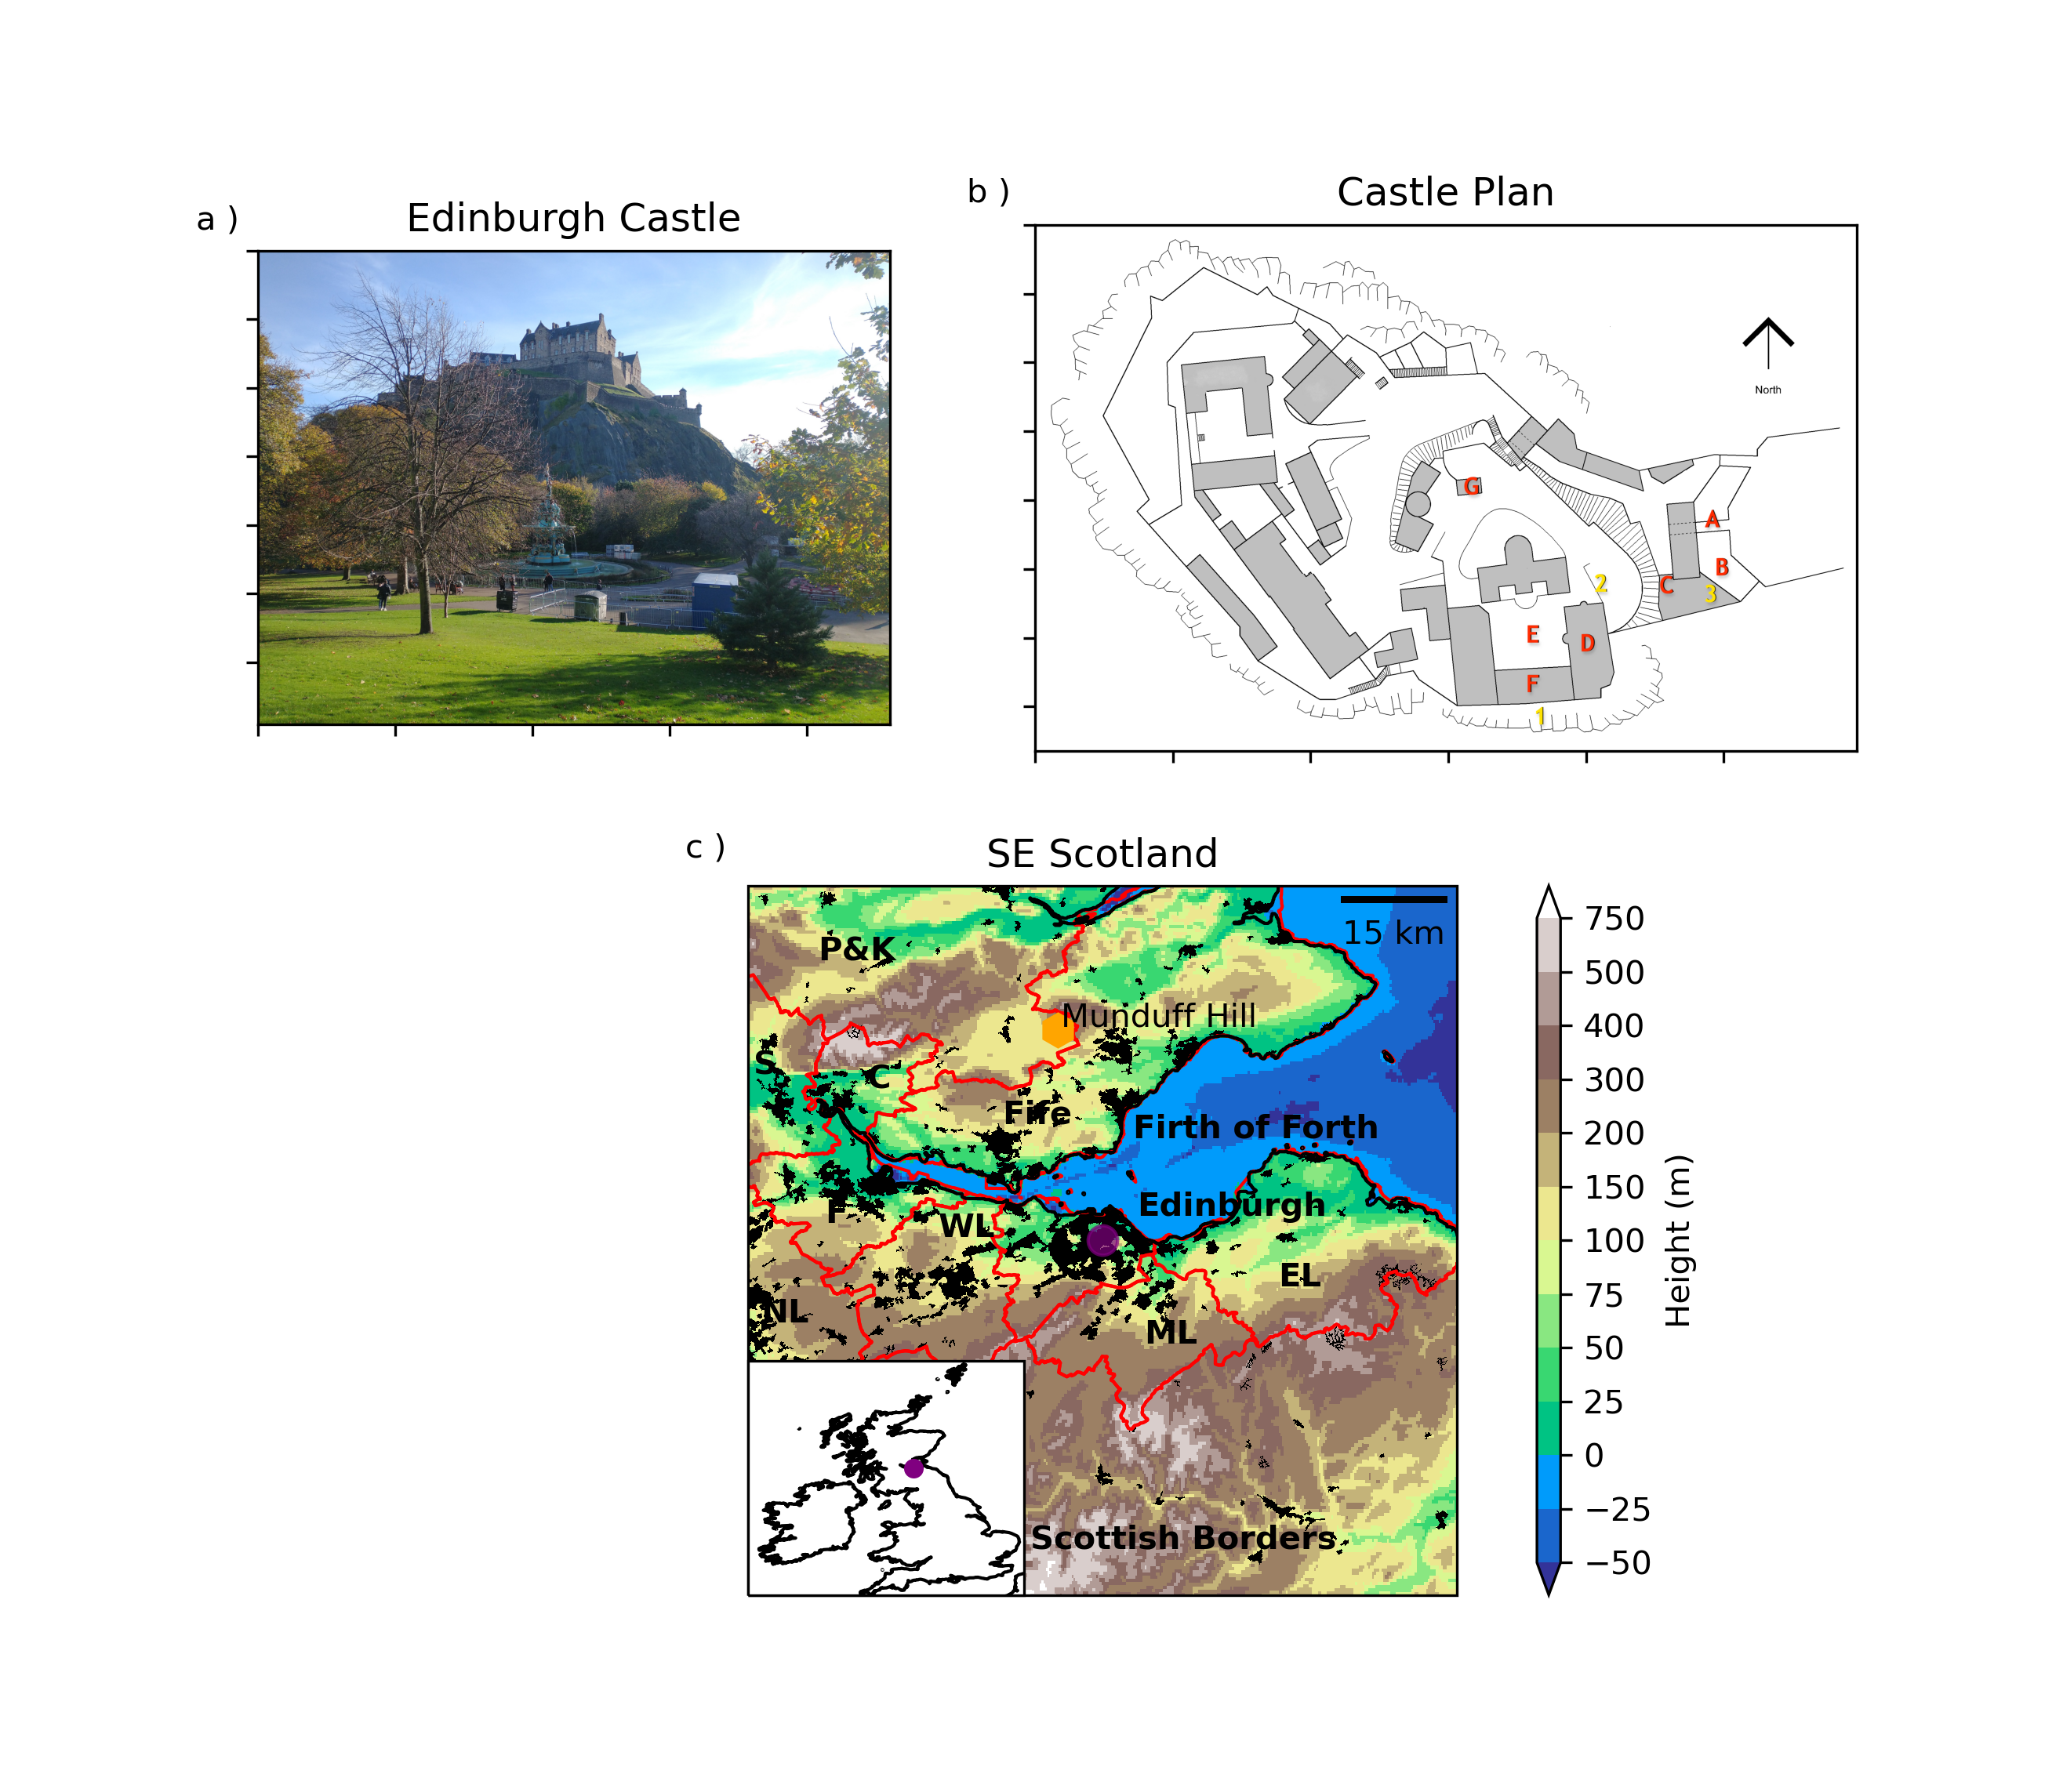 a )
Edinburgh Castle
b )
Castle Plan
North
G
A
B
C
2
3
E
D
F
1
c )
SE Scotland
15 km
P&K
Munduff Hill
S
C
Fife
Firth of Forth
Edinburgh
F
WL
EL
NL
ML
Scottish Borders
750
500
400
300
200
150
100
75
50
25
0
−25
−50
Height (m)